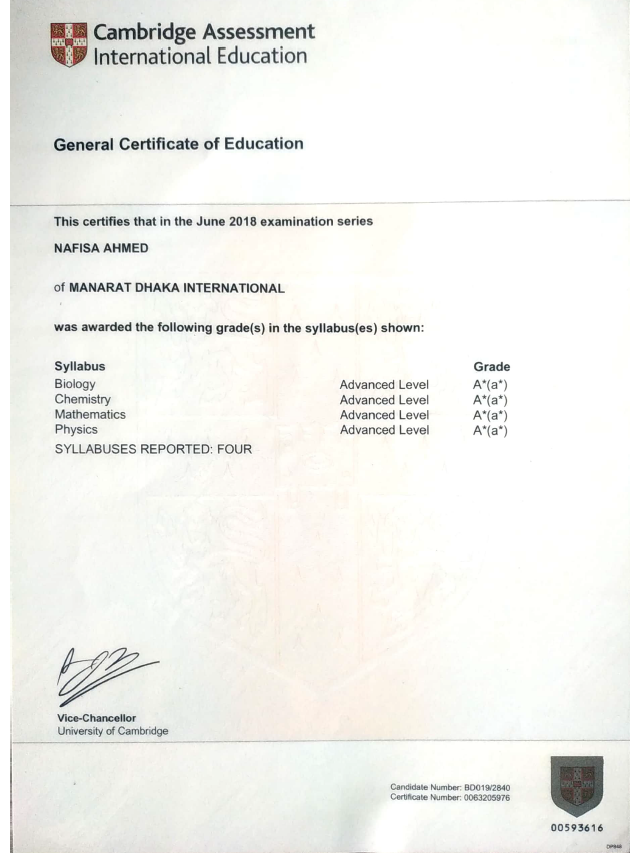 Cambridge Assessment
International Education
General Certificate of Education
This certifies that in the June 2018 examination series
NAFISA AHMED
of MANARAT DHAKA INTERNATIONAL
was awarded the following grade(s) in the syllabus(es) shown:
Syllabus Grade
Biology Advanced Level A*(a*)
Chemistry Advanced Level A*(a*)
Mathematics Advanced Level A*(a*)
Physics Advanced Level A*(a*)
SYLLABUSES REPORTED: FOUR
Vice-Chancellor
University of Cambridge
Candidate Number: BD019/2840
Certificate Number: 0063205976
00593616